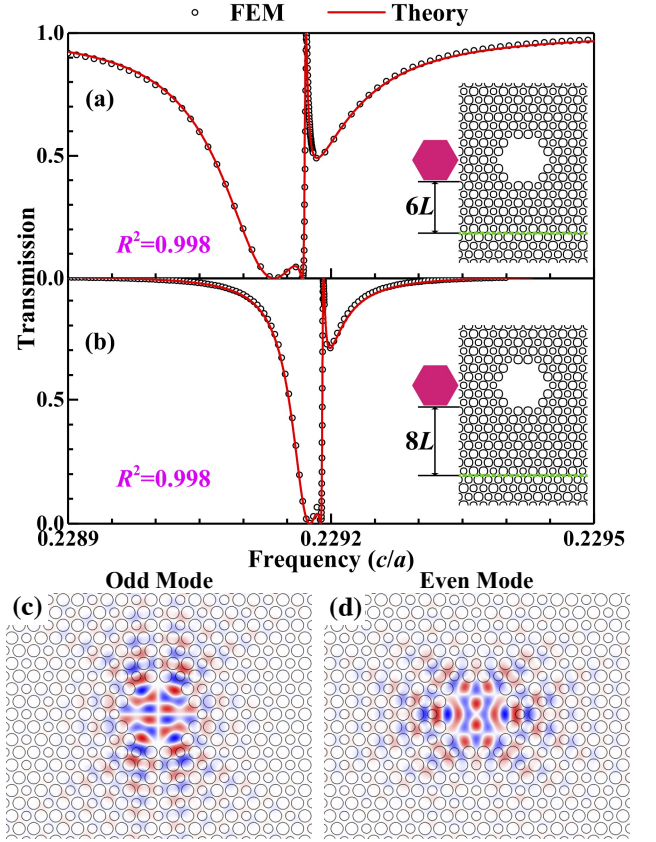 FEM Theory
1.0
(a)
0.5
6L
R²=0.998
0.0
Transmission
(b)
0.5
8L
R²=0.998
0.0
0.2289 0.2292 0.2295
Frequency (c/a)
Odd Mode Even Mode
(c) (d)